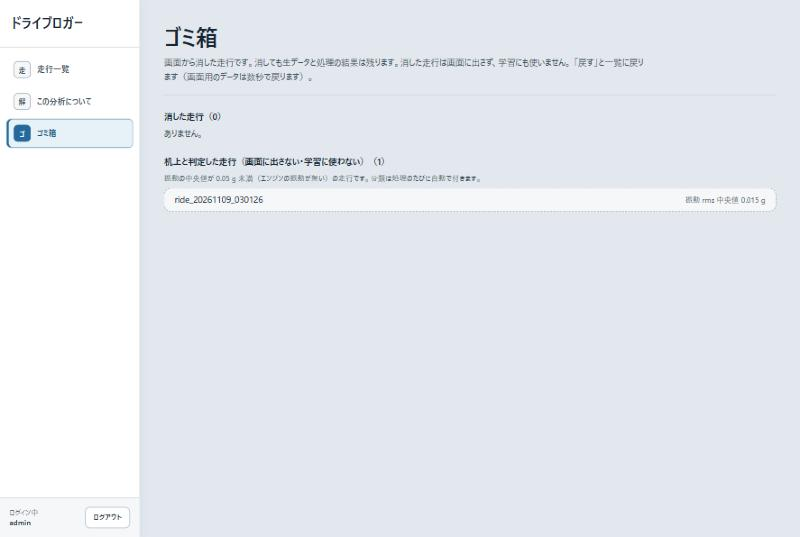 ドライブロガー
走 走行一覧
解 この分析について
ゴ ゴミ箱
ログイン中
admin
ログアウト
ゴミ箱
画面から消した走行です。消しても生データと処理の結果は残ります。消した走行は画面に出さず、学習にも使いません。「戻す」と一覧に戻り
ます（画面用のデータは数秒で戻ります）。
消した走行（0）
ありません。
机上と判定した走行（画面に出さない・学習に使わない）（1）
振動の中央値が 0.05 g 未満（エンジンの振動が無い）の走行です。分類は処理のたびに自動で付きます。
ride_20261109_030126
振動 rms 中央値 0.015 g